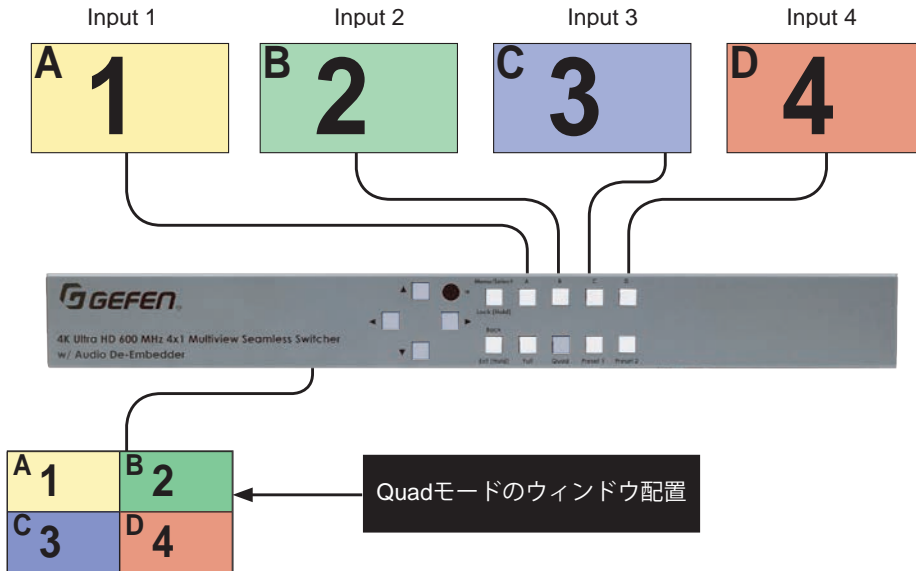 Input 1
Input 2
Input 3
Input 4
A 1
B 2
C 3
D 4
GEFEN
4K Ultra HD 600 MHz 4x1 Multiview Seamless Switcher
w/ Audio De-Embedder
Menu/Select
A
B
C
D
Lock (Hold)
Back
Exit (Hold)
Full
Quad
Preset 1
Preset 2
A 1
B 2
C 3
D 4
Quadモードのウィンドウ配置